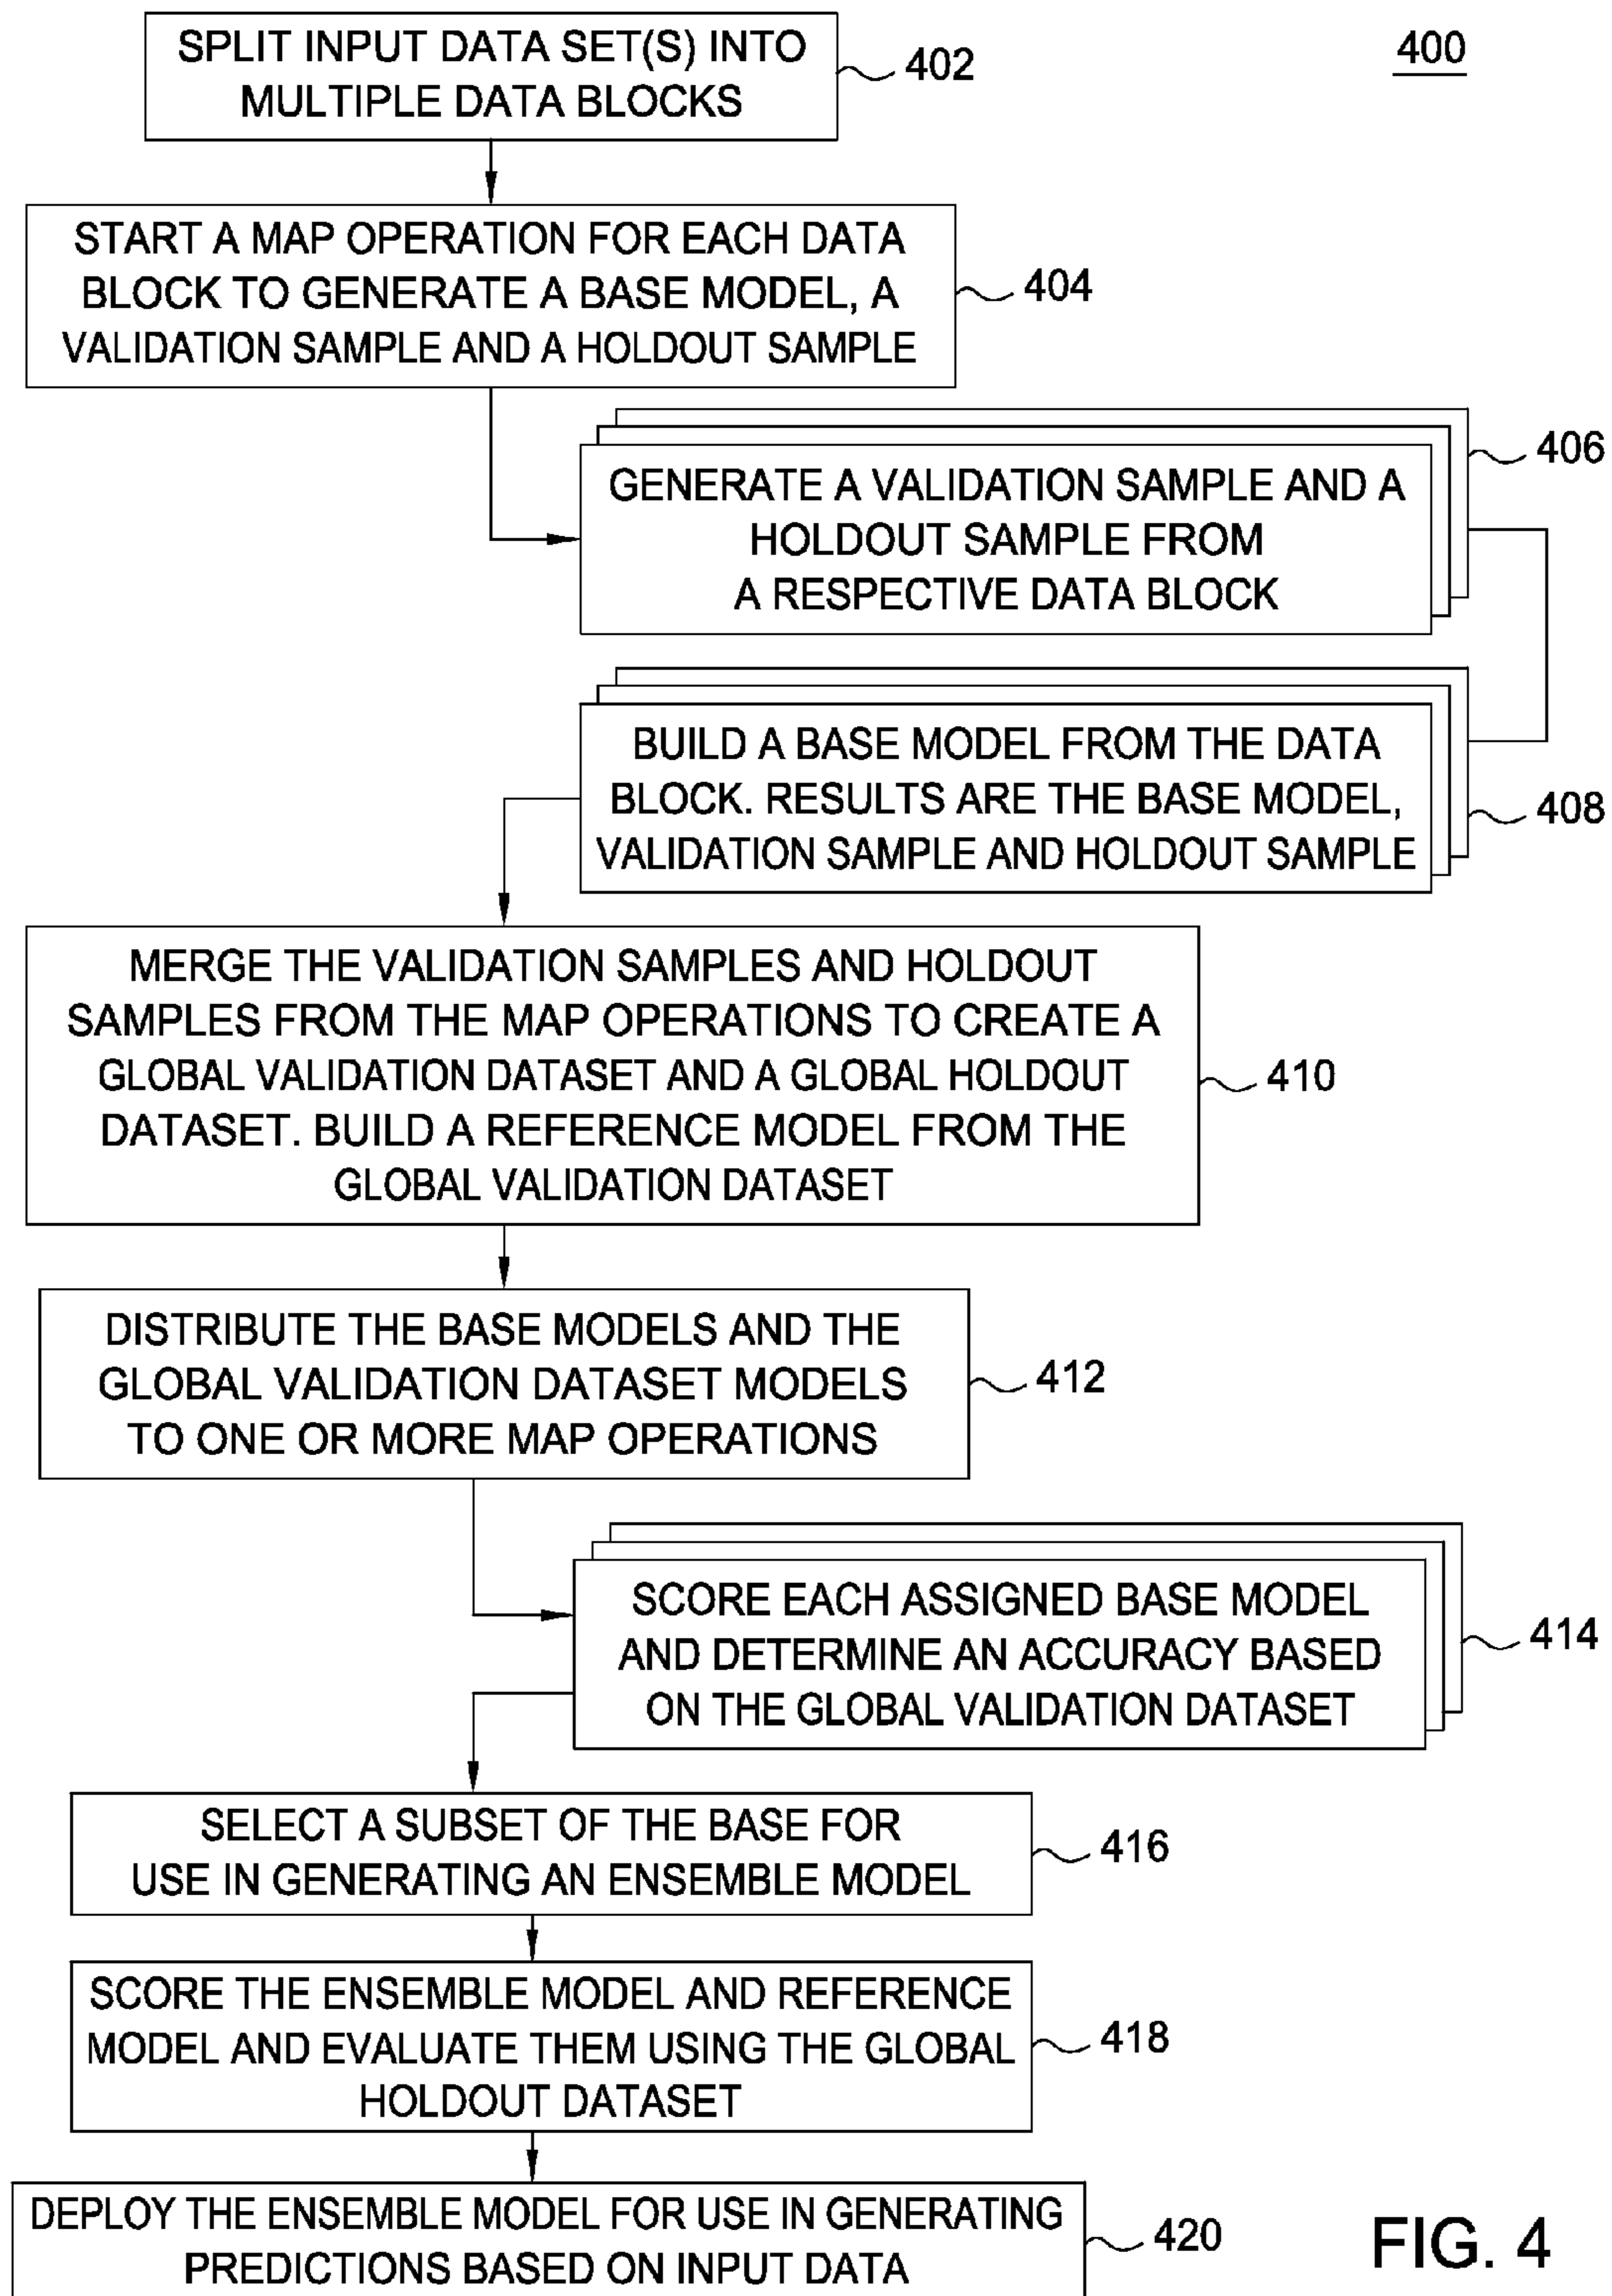 SPLIT INPUT DATA SET(S) INTO
MULTIPLE DATA BLOCKS
402
400
START A MAP OPERATION FOR EACH DATA
BLOCK TO GENERATE A BASE MODEL, A
VALIDATION SAMPLE AND A HOLDOUT SAMPLE
404
GENERATE A VALIDATION SAMPLE AND A
HOLDOUT SAMPLE FROM
A RESPECTIVE DATA BLOCK
406
BUILD A BASE MODEL FROM THE DATA
BLOCK. RESULTS ARE THE BASE MODEL,
VALIDATION SAMPLE AND HOLDOUT SAMPLE
408
MERGE THE VALIDATION SAMPLES AND HOLDOUT
SAMPLES FROM THE MAP OPERATIONS TO CREATE A
GLOBAL VALIDATION DATASET AND A GLOBAL HOLDOUT
DATASET. BUILD A REFERENCE MODEL FROM THE
GLOBAL VALIDATION DATASET
410
DISTRIBUTE THE BASE MODELS AND THE
GLOBAL VALIDATION DATASET MODELS
TO ONE OR MORE MAP OPERATIONS
412
SCORE EACH ASSIGNED BASE MODEL
AND DETERMINE AN ACCURACY BASED
ON THE GLOBAL VALIDATION DATASET
414
SELECT A SUBSET OF THE BASE FOR
USE IN GENERATING AN ENSEMBLE MODEL
416
SCORE THE ENSEMBLE MODEL AND REFERENCE
MODEL AND EVALUATE THEM USING THE GLOBAL
HOLDOUT DATASET
418
DEPLOY THE ENSEMBLE MODEL FOR USE IN GENERATING
PREDICTIONS BASED ON INPUT DATA
420
FIG. 4